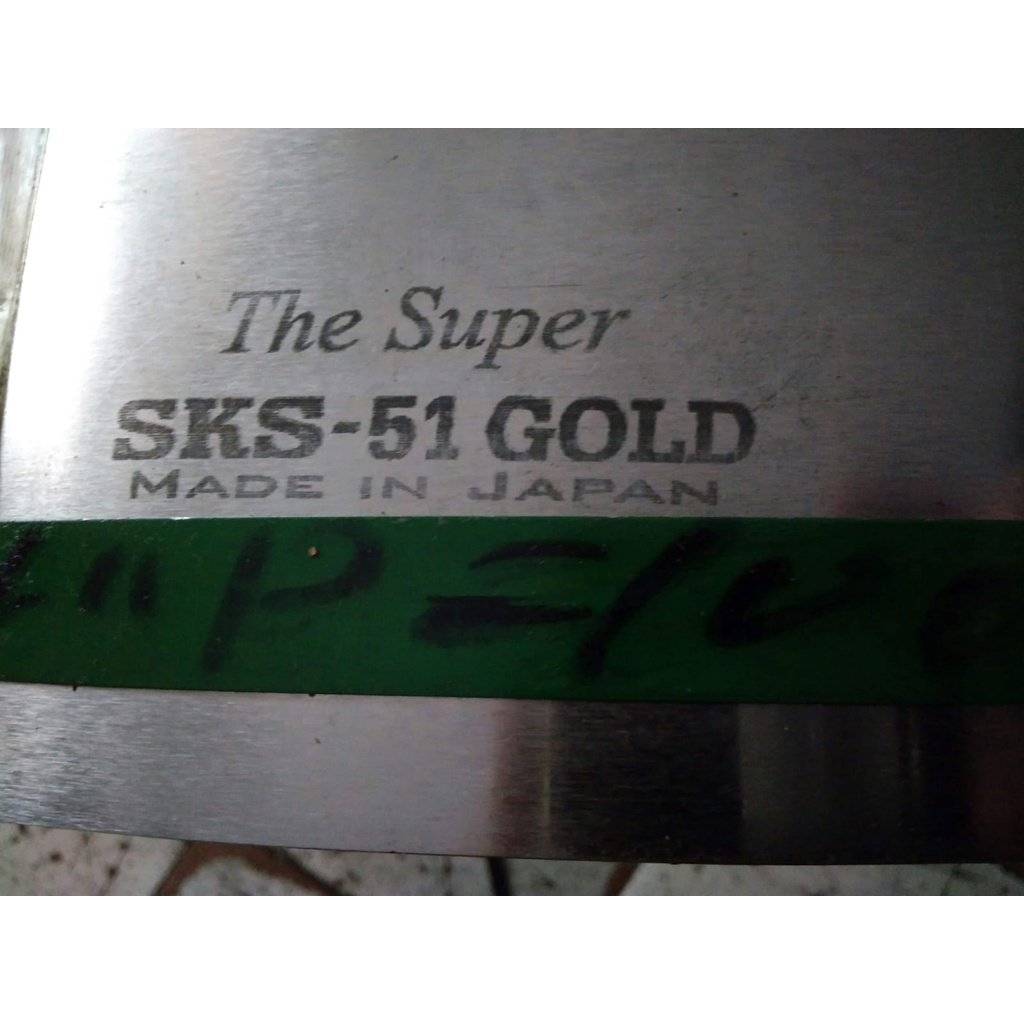 The Super
SKS-51 GOLD
MADE IN JAPAN